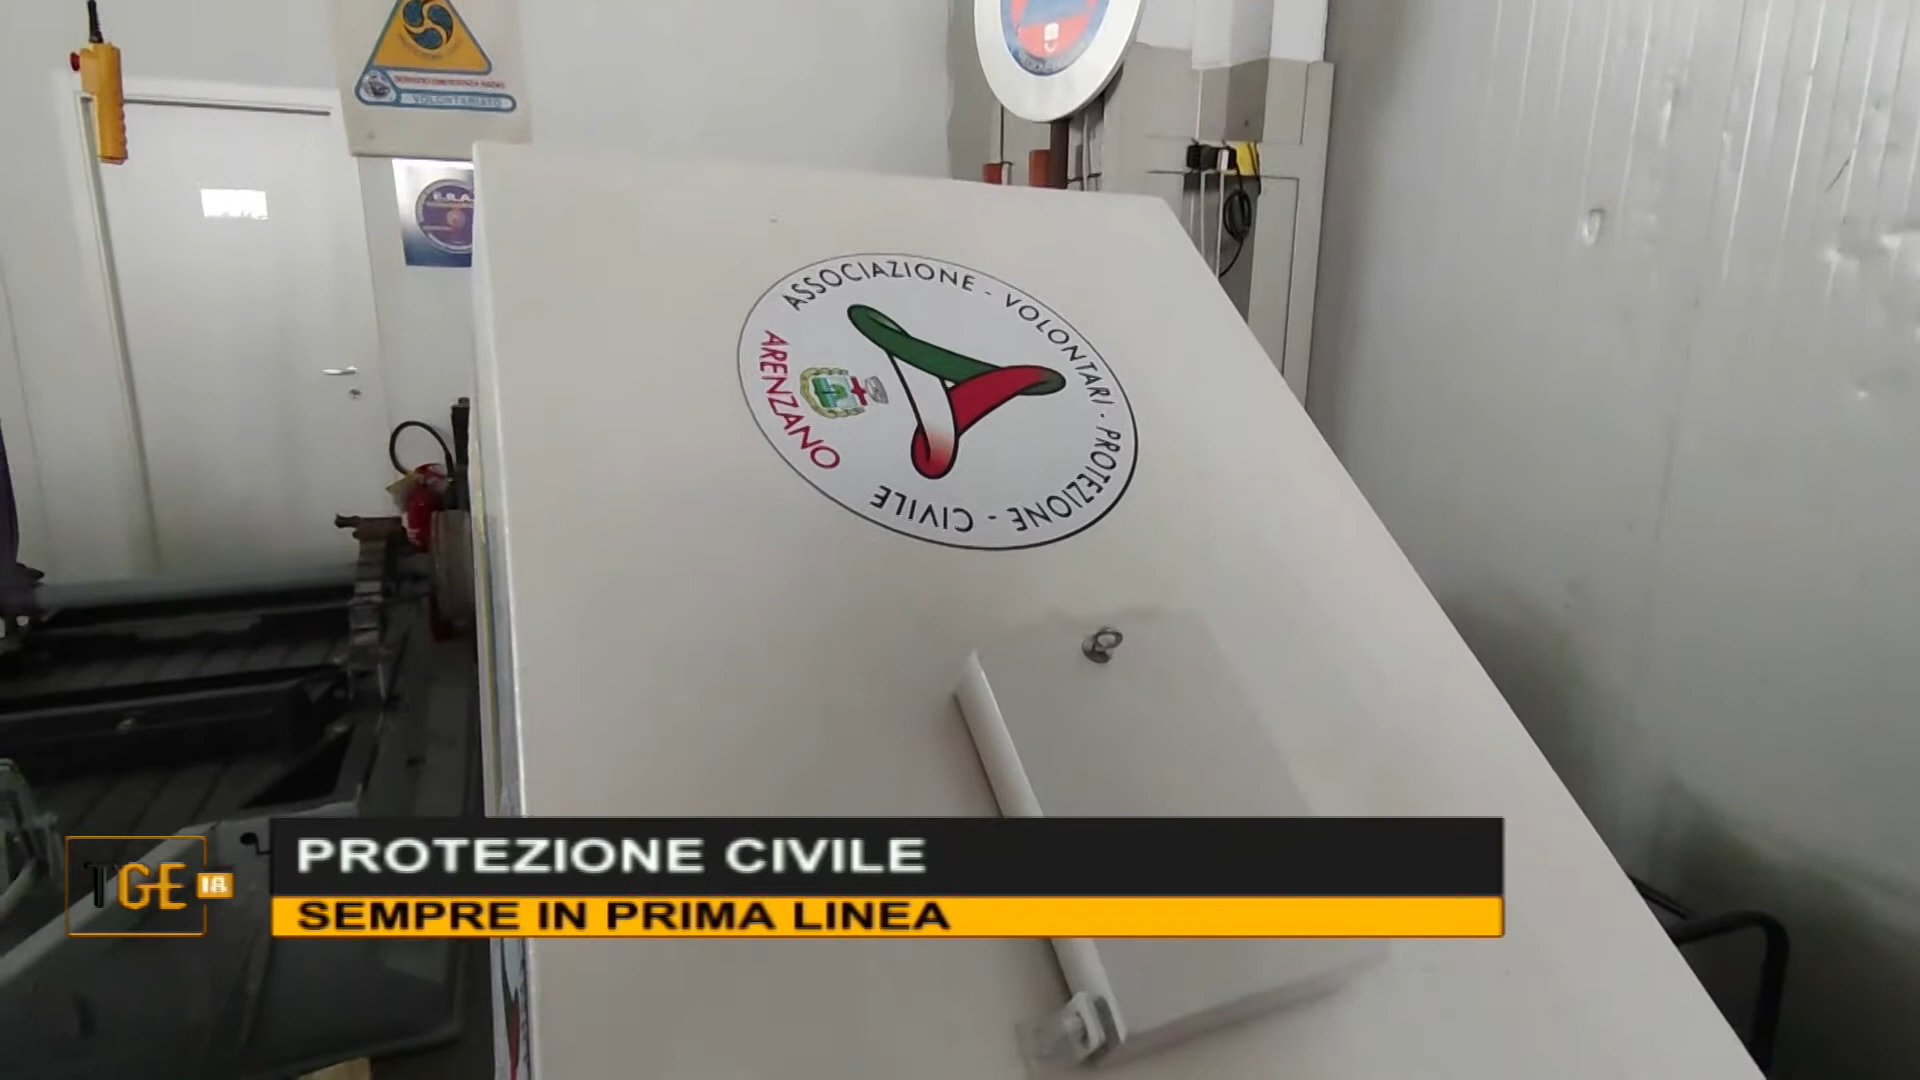 VOLONTARIATO
E.R.A.
ASSOCIAZIONE - VOLONTARI - PROTEZIONE - CIVILE
ARENZANO
TGE 18
PROTEZIONE CIVILE
SEMPRE IN PRIMA LINEA